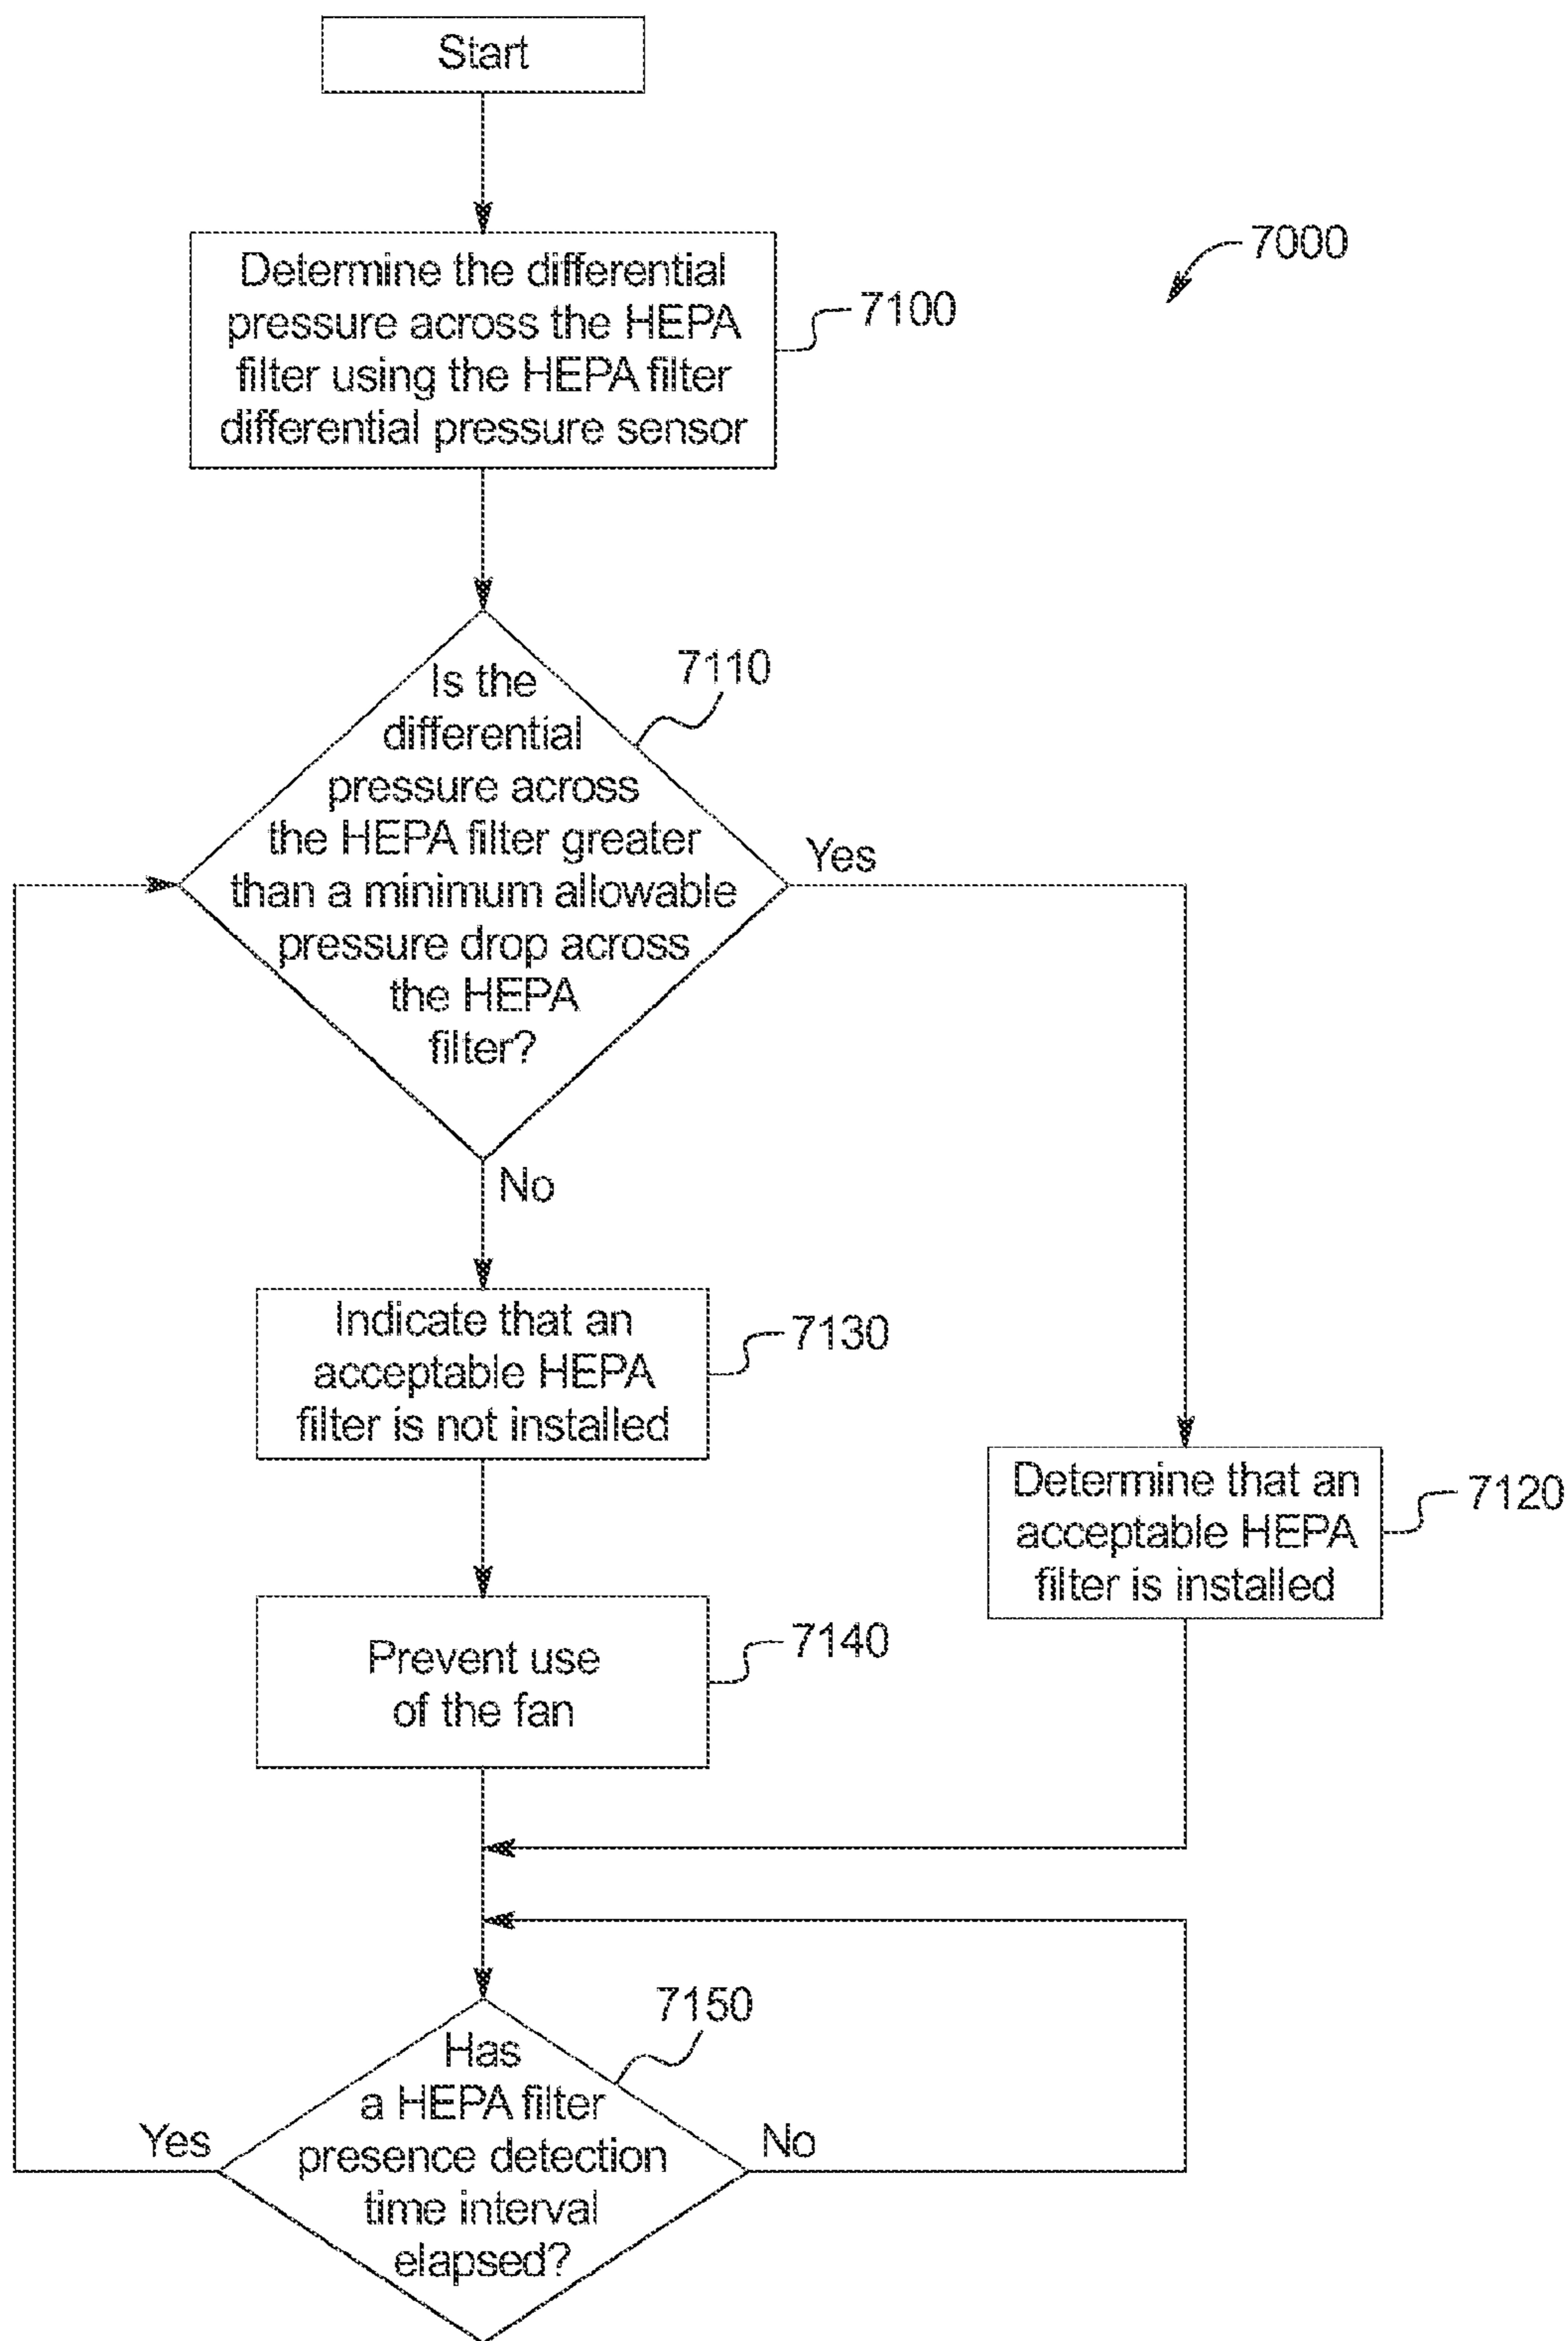 Start
7000
Determine the differential
pressure across the HEPA
filter using the HEPA filter
differential pressure sensor
7100
7110
Is the
differential
pressure across
the HEPA filter greater
than a minimum allowable
pressure drop across
the HEPA
filter?
Yes
No
Indicate that an
acceptable HEPA
filter is not installed
7130
Determine that an
acceptable HEPA
filter is installed
7120
Prevent use
of the fan
7140
7150
Has
a HEPA filter
presence detection
time interval
elapsed?
Yes
No